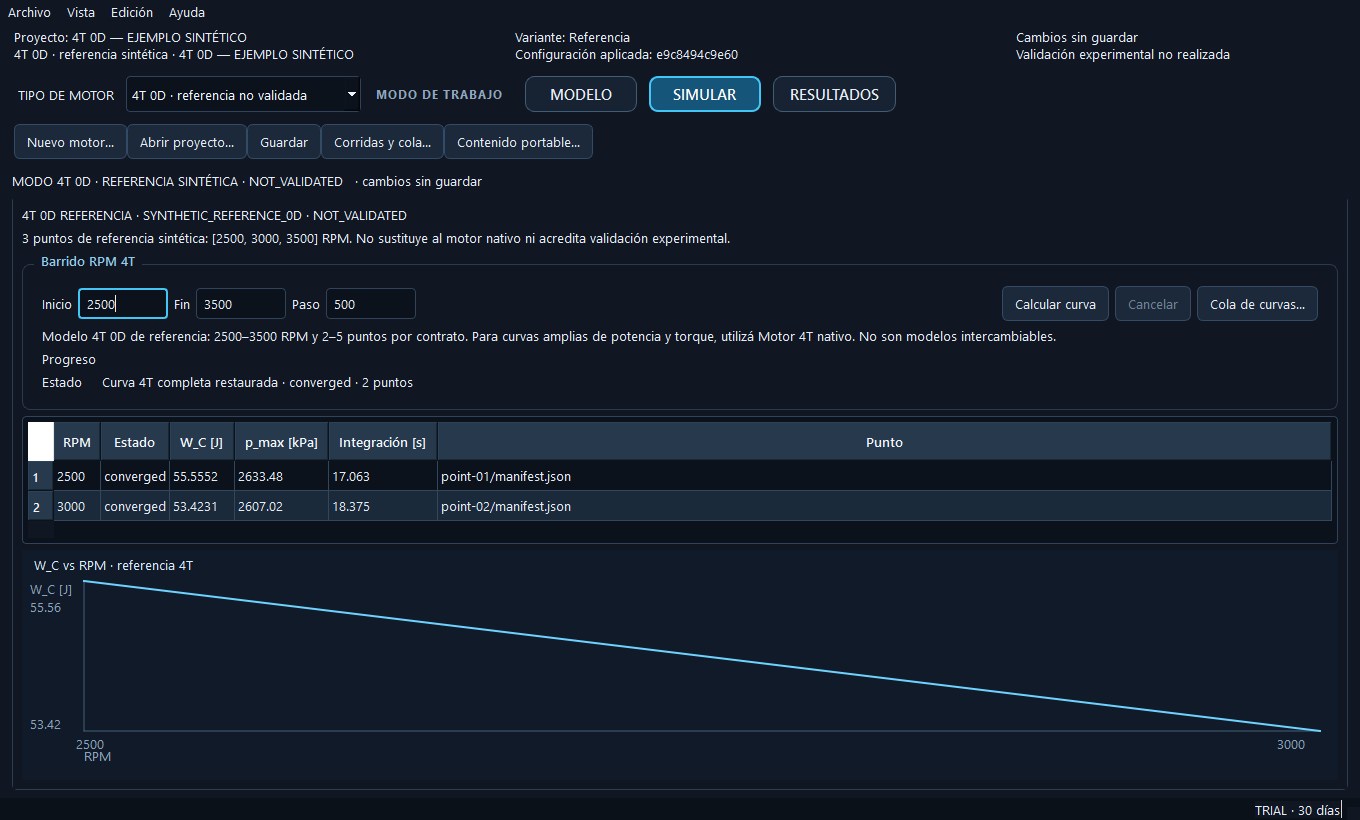 Archivo Vista Edición Ayuda
Proyecto: 4T 0D — EJEMPLO SINTÉTICO Variante: Referencia Cambios sin guardar
4T 0D · referencia sintética · 4T 0D — EJEMPLO SINTÉTICO Configuración aplicada: e9c8494c9e60 Validación experimental no realizada
TIPO DE MOTOR 4T 0D · referencia no validada MODO DE TRABAJO MODELO SIMULAR RESULTADOS
Nuevo motor... Abrir proyecto... Guardar Corridas y cola... Contenido portable...
MODO 4T 0D · REFERENCIA SINTÉTICA · NOT_VALIDATED · cambios sin guardar
4T 0D REFERENCIA · SYNTHETIC_REFERENCE_0D · NOT_VALIDATED
3 puntos de referencia sintética: [2500, 3000, 3500] RPM. No sustituye al motor nativo ni acredita validación experimental.
Barrido RPM 4T
Inicio 2500 Fin 3500 Paso 500 Calcular curva Cancelar Cola de curvas...
Modelo 4T 0D de referencia: 2500–3500 RPM y 2–5 puntos por contrato. Para curvas amplias de potencia y torque, utilizá Motor 4T nativo. No son modelos intercambiables.
Progreso
Estado Curva 4T completa restaurada · converged · 2 puntos
RPM Estado W_C [J] p_max [kPa] Integración [s] Punto
1 2500 converged 55.5552 2633.48 17.063 point-01/manifest.json
2 3000 converged 53.4231 2607.02 18.375 point-02/manifest.json
W_C vs RPM · referencia 4T
W_C [J]
55.56
53.42
2500 3000
RPM
TRIAL · 30 días